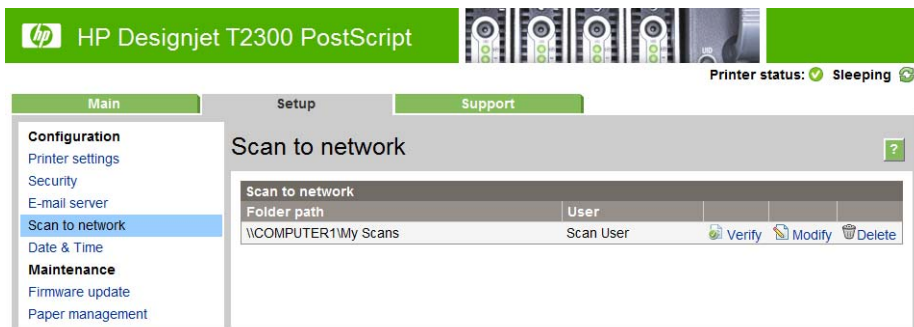 hp HP Designjet T2300 PostScript
Printer status: Sleeping
Main Setup Support
Configuration
Printer settings
Security
E-mail server
Scan to network
Date & Time
Maintenance
Firmware update
Paper management
Scan to network ?
Scan to network
Folder path User
\\COMPUTER1\My Scans Scan User Verify Modify Delete